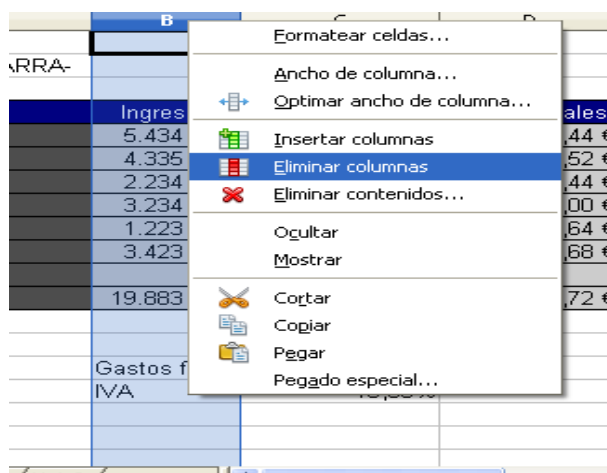 B
Formatear celdas...
ARRA-
Ancho de columna...
Optimar ancho de columna...
Ingres
ales
5.434
Insertar columnas
,44 €
4.335
Eliminar columnas
,52 €
2.234
Eliminar contenidos...
,44 €
3.234
,00 €
1.223
Ocultar
,64 €
3.423
Mostrar
,68 €
19.883
Cortar
,72 €
Copiar
Pegar
Gastos f
Pegado especial...
IVA